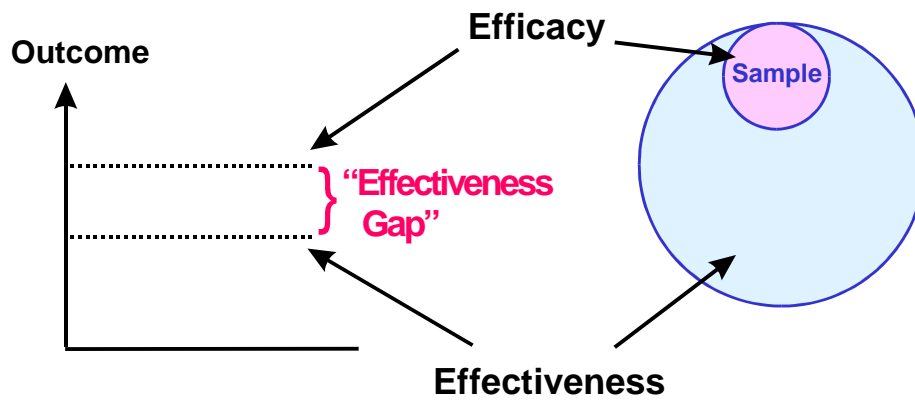 Efficacy
Outcome
Sample
“Effectiveness
Gap”
Effectiveness